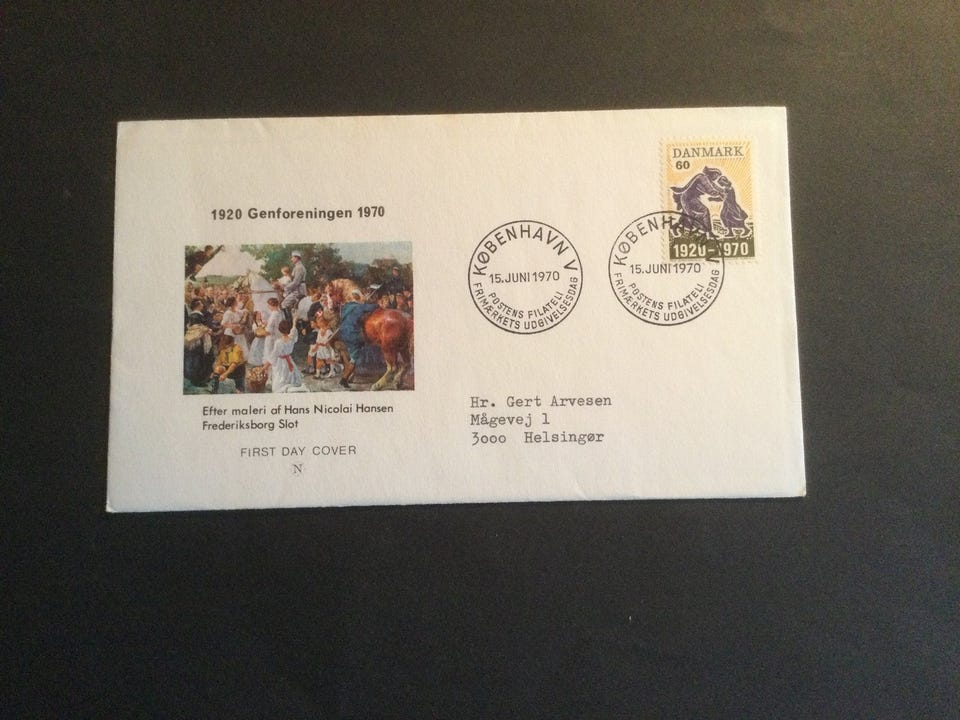 1920 Genforeningen 1970
Efter maleri af Hans Nicolai Hansen
Frederiksborg Slot
FIRST DAY COVER
N
KØBENHAVN V
15.JUNI 1970
POSTENS FILATELI
FRIMÆRKETS UDGIVELSESDAG
DANMARK
60
1920-1970
KØBENHAVN V
15.JUNI 1970
POSTENS FILATELI
FRIMÆRKETS UDGIVELSESDAG
Hr. Gert Arvesen
Mågevej 1
3000 Helsingør